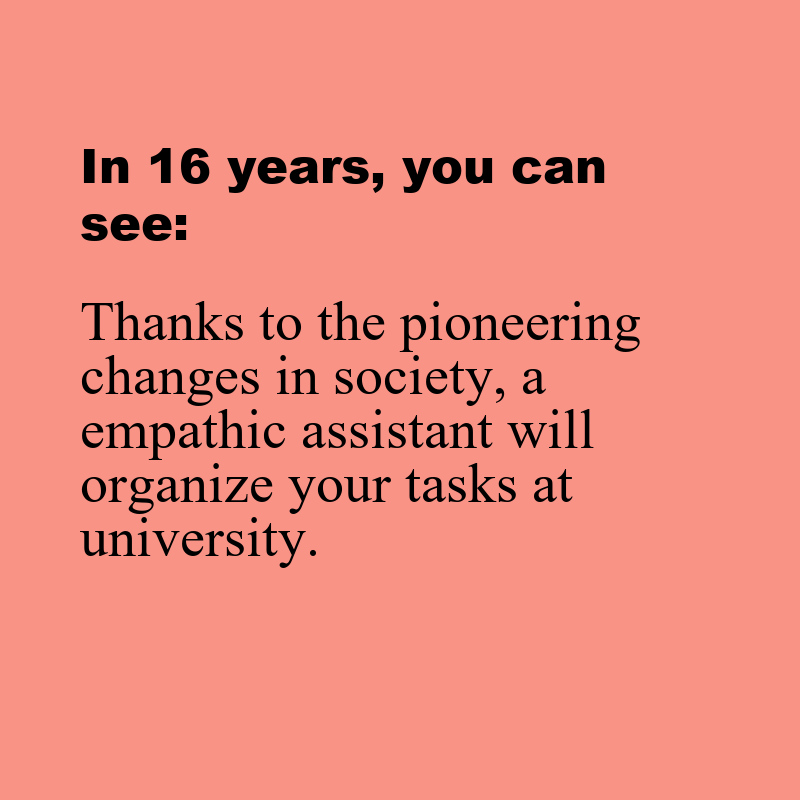 In 16 years, you can
see:
Thanks to the pioneering
changes in society, a
empathic assistant will
organize your tasks at
university.